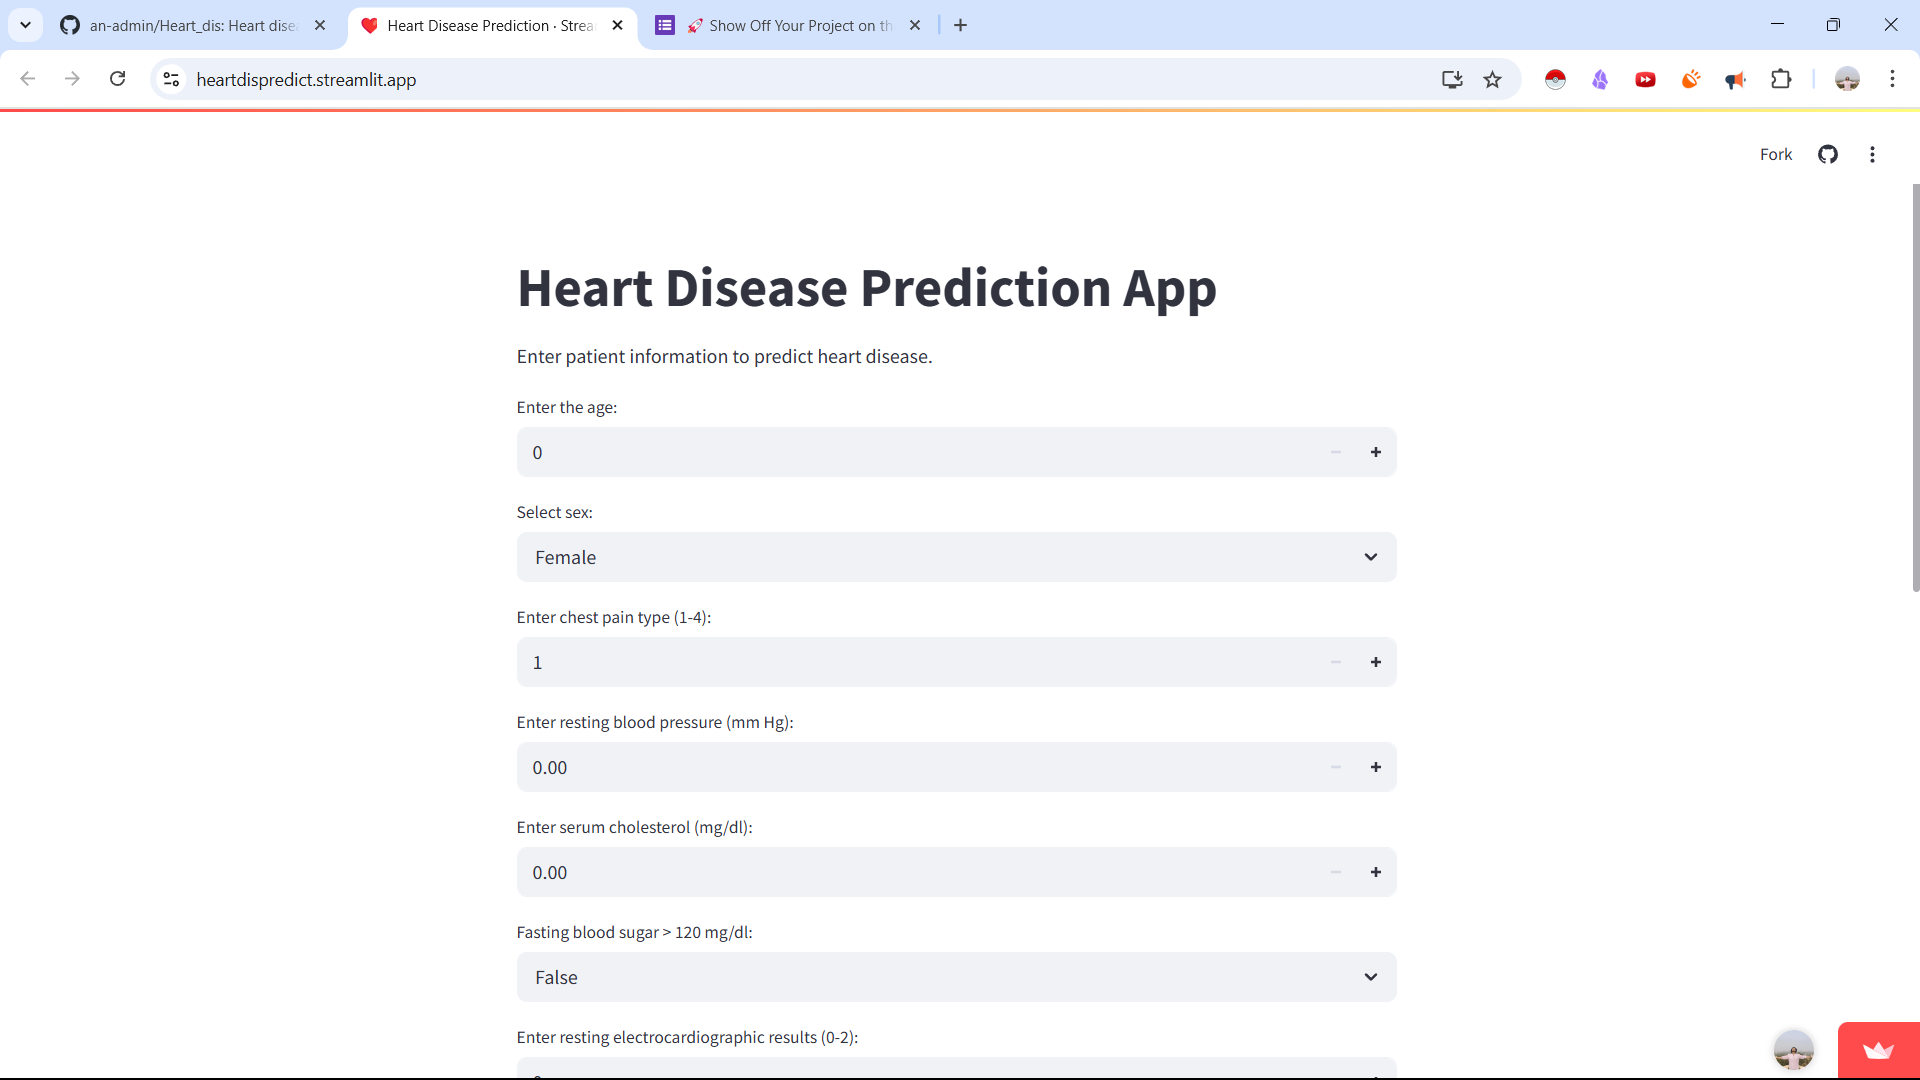 an-admin/Heart_dis: Heart dise
Heart Disease Prediction · Strea
🚀 Show Off Your Project on th
heartdispredict.streamlit.app
Fork
Heart Disease Prediction App
Enter patient information to predict heart disease.
Enter the age:
0
Select sex:
Female
Enter chest pain type (1-4):
1
Enter resting blood pressure (mm Hg):
0.00
Enter serum cholesterol (mg/dl):
0.00
Fasting blood sugar > 120 mg/dl:
False
Enter resting electrocardiographic results (0-2):